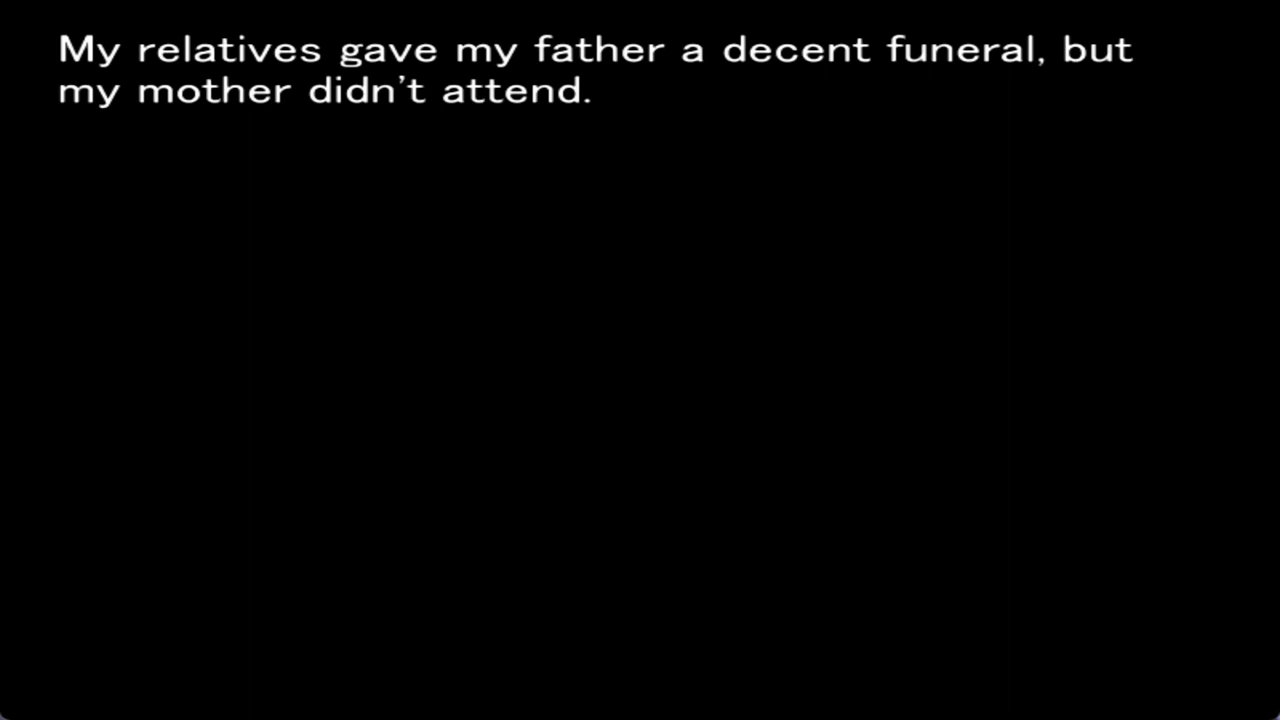 My relatives gave my father a decent funeral, but
my mother didn’t attend.